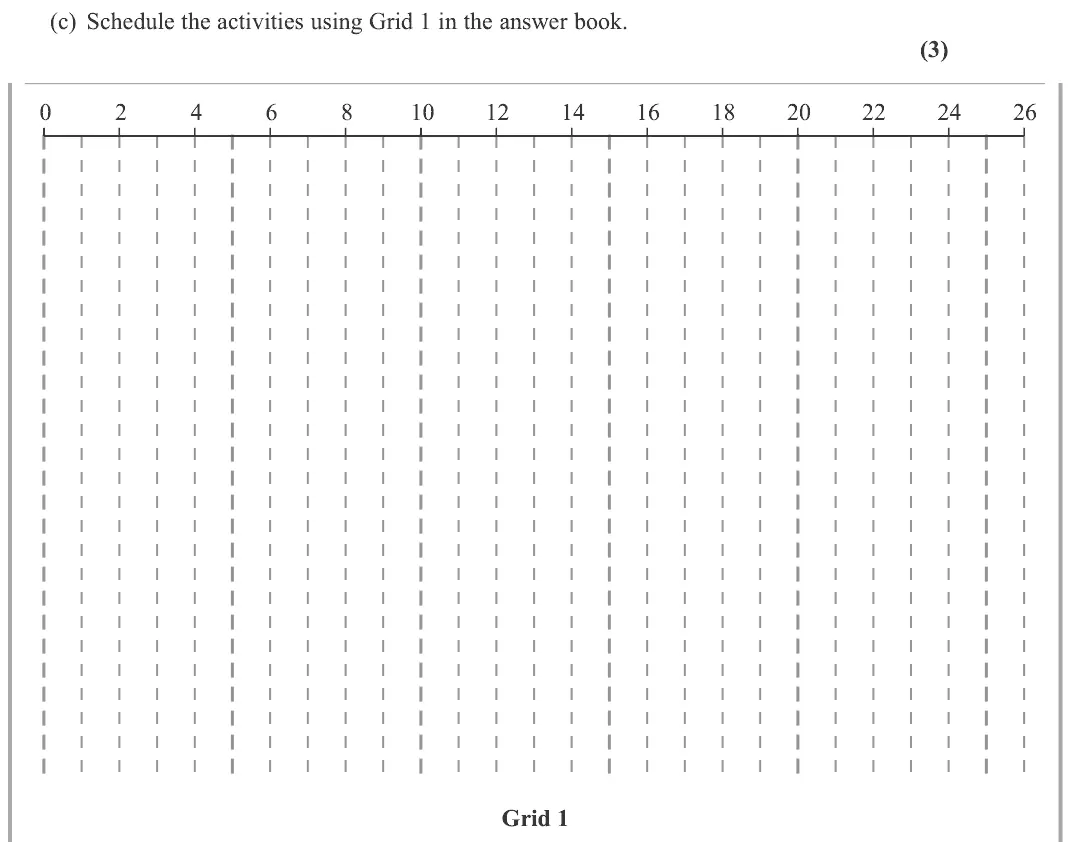 (c) Schedule the activities using Grid 1 in the answer book.
(3)
0 2 4 6 8 10 12 14 16 18 20 22 24 26
Grid 1